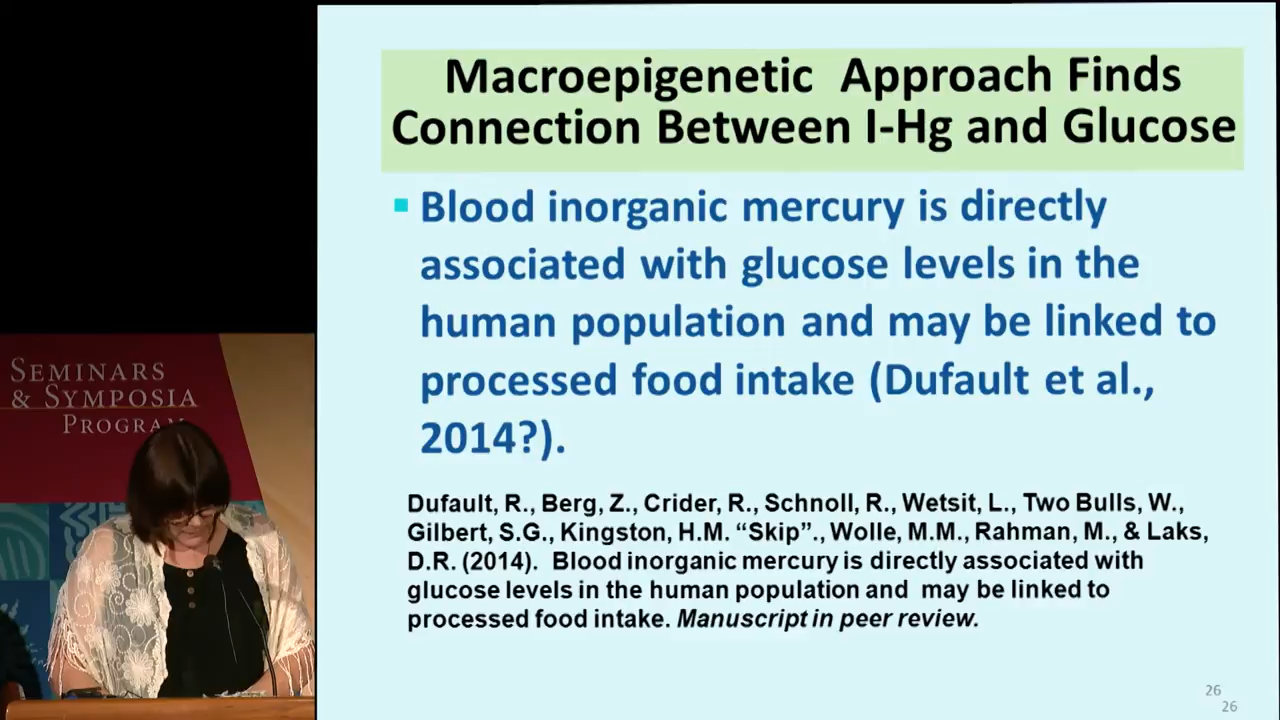 SEMINARS
& SYMPOSIA
PROGRAM
Macroepigenetic Approach Finds
Connection Between I-Hg and Glucose
Blood inorganic mercury is directly
associated with glucose levels in the
human population and may be linked to
processed food intake (Dufault et al.,
2014?).
Dufault, R., Berg, Z., Crider, R., Schnoll, R., Wetsit, L., Two Bulls, W.,
Gilbert, S.G., Kingston, H.M. “Skip”., Wolle, M.M., Rahman, M., & Laks,
D.R. (2014). Blood inorganic mercury is directly associated with
glucose levels in the human population and may be linked to
processed food intake. Manuscript in peer review.
26
26